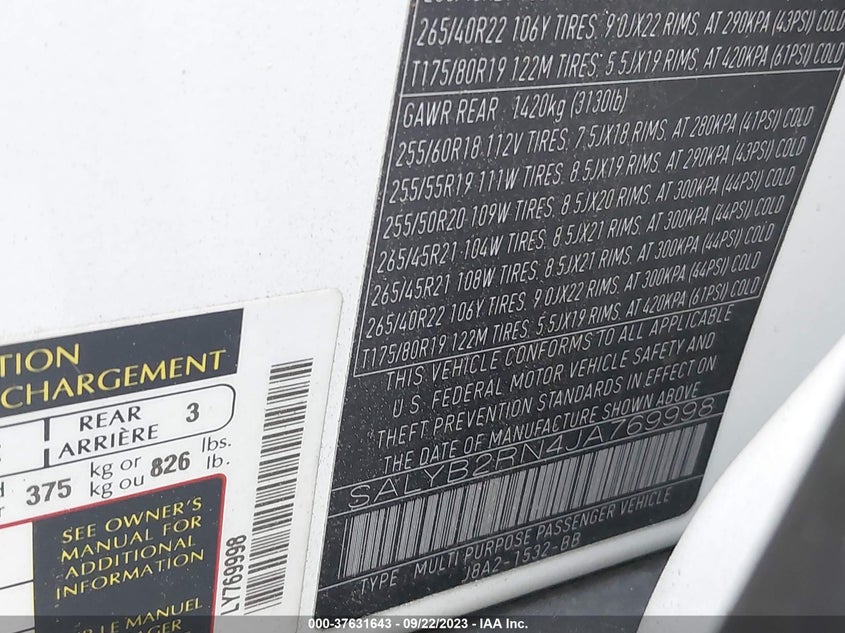 265/40R22 106Y TIRES, 9.0JX22 RIMS, AT 290KPA (43PSI) COLD
T175/80R19 122M TIRES; 5.5JX19 RIMS, AT 420KPA (61PSI) COLD
GAWR REAR 1420kg (3130lb)
255/60R18 112V TIRES, 7.5JX18 RIMS, AT 280KPA (41PSI) COLD
255/55R19 111W TIRES, 8.5JX19 RIMS, AT 290KPA (43PSI) COLD
255/50R20 109W TIRES, 8.5JX20 RIMS, AT 300KPA (44PSI) COLD
265/45R21 104W TIRES, 8.5JX21 RIMS, AT 300KPA (44PSI) COLD
265/45R21 108W TIRES, 8.5JX21 RIMS, AT 300KPA (44PSI) COLD
265/40R22 106Y TIRES, 9.0JX22 RIMS, AT 300KPA (44PSI) COLD
T175/80R19 122M TIRES; 5.5JX19 RIMS, AT 420KPA (61PSI) COLD
THIS VEHICLE CONFORMS TO ALL APPLICABLE
U.S. FEDERAL MOTOR VEHICLE SAFETY AND
THEFT PREVENTION STANDARDS IN EFFECT ON
THE DATE OF MANUFACTURE SHOWN ABOVE
SALYB2RN4JA769998
TYPE: MULTI PURPOSE PASSENGER VEHICLE
J8A2-1532-BB
CHARGEMENT
REAR 3
ARRIÈRE
375 kg or 826 lbs.
kg ou lb.
SEE OWNER'S
MANUAL FOR
ADDITIONAL
INFORMATION
LE MANUEL
LY769998
000-37631643 - 09/22/2023 - IAA Inc.